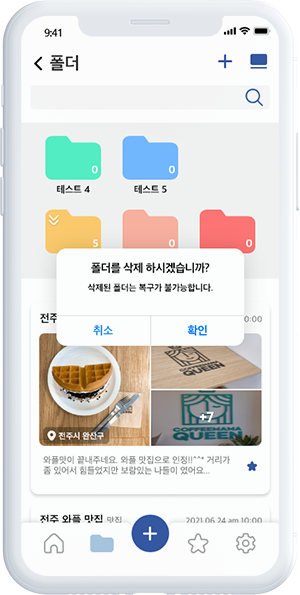 9:41
폴더
0
0
테스트 4
테스트 5
5
0
0
폴더를 삭제 하시겠습니까?
삭제된 폴더는 복구가 불가능합니다.
취소
확인
전주
0:00
COFFEEMAMA
QUEEN
+7
전주시 완산구
와플맛이 끝내주네요. 와플 맛집으로 인정!!^^* 거리가
좀 있어서 힘들었지만 보람있는 나들이 였어요...
전주 와플 맛집 맛집
2021.06.24 am 10:00